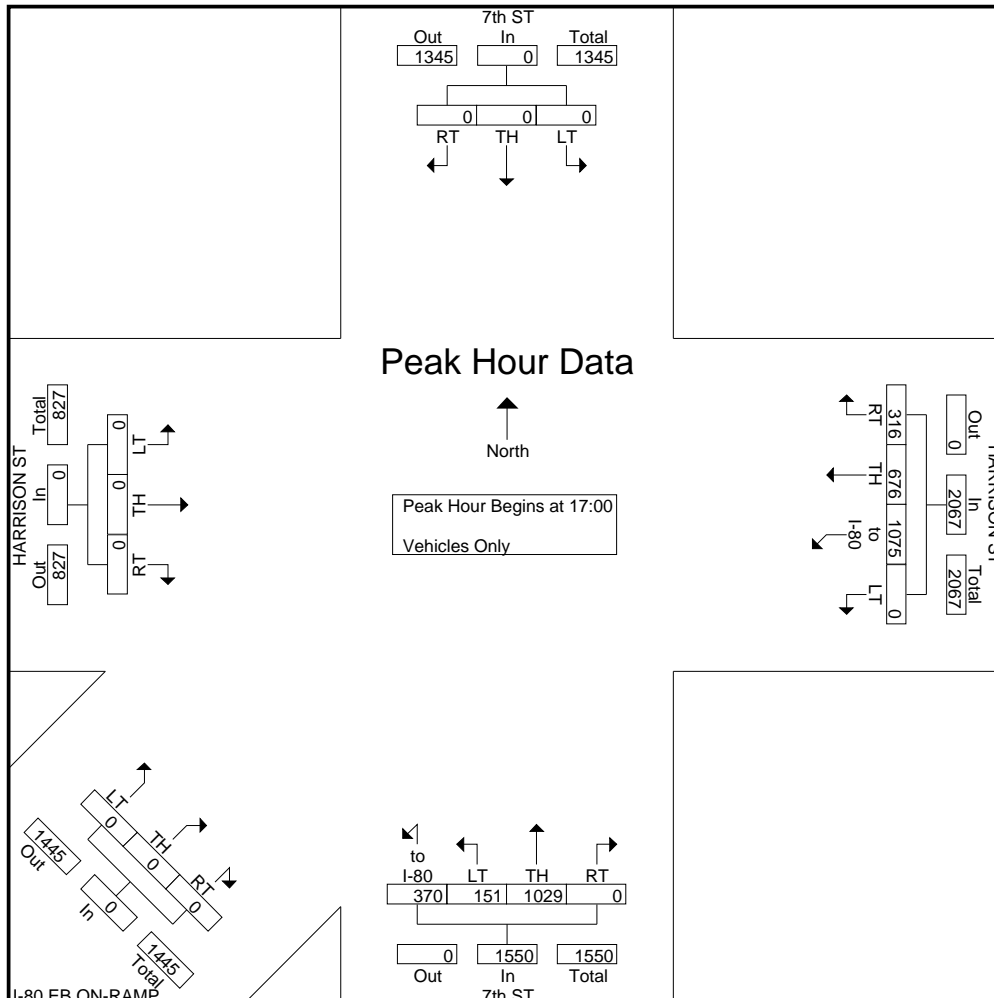 7th ST
Out In Total
1345 0 1345
0 0 0
RT TH LT
Peak Hour Data
North
Peak Hour Begins at 17:00
Vehicles Only
HARRISON ST
Total In Out
827 0 827
0 0 0
LT TH RT
HARRISON ST
Out In Total
0 2067 2067
316 676 1075 0
RT TH to I-80 LT
LT TH RT
0 0 0
1445 0 1445
Out In Total
I-80 EB ON-RAMP
to
I-80 LT TH RT
370 151 1029 0
0 1550 1550
Out In Total
7th ST